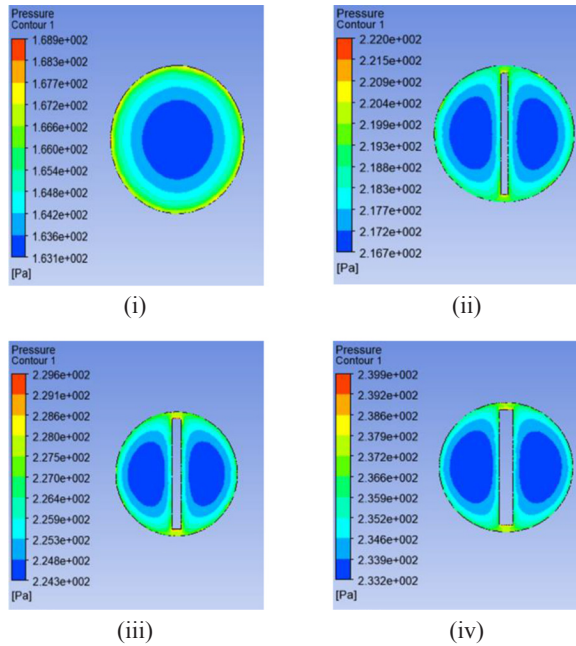 Pressure
Contour 1
1.689e+002
1.683e+002
1.677e+002
1.672e+002
1.666e+002
1.660e+002
1.654e+002
1.648e+002
1.642e+002
1.636e+002
1.631e+002
[Pa]
(i)
Pressure
Contour 1
2.220e+002
2.215e+002
2.209e+002
2.204e+002
2.199e+002
2.193e+002
2.188e+002
2.183e+002
2.177e+002
2.172e+002
2.167e+002
[Pa]
(ii)
Pressure
Contour 1
2.296e+002
2.291e+002
2.286e+002
2.280e+002
2.275e+002
2.270e+002
2.264e+002
2.259e+002
2.253e+002
2.248e+002
2.243e+002
[Pa]
(iii)
Pressure
Contour 1
2.399e+002
2.392e+002
2.386e+002
2.379e+002
2.372e+002
2.366e+002
2.359e+002
2.352e+002
2.346e+002
2.339e+002
2.332e+002
[Pa]
(iv)